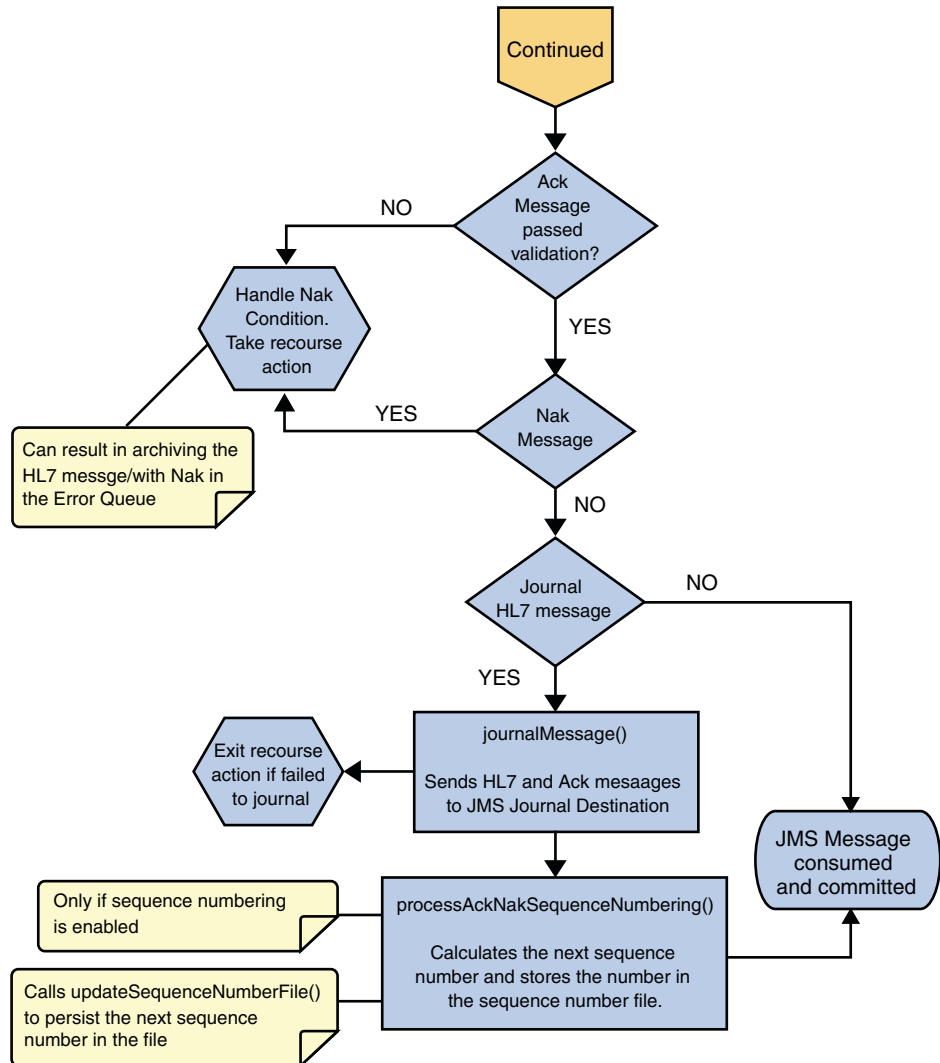 Continued
Ack
Message
passed
validation?
NO
YES
Handle Nak
Condition.
Take recourse
action
YES
Nak
Message
Can result in archiving the
HL7 messge/with Nak in
the Error Queue
NO
Journal
HL7 message
NO
YES
journalMessage()
Sends HL7 and Ack mesaages
to JMS Journal Destination
Exit recourse
action if failed
to journal
JMS Message
consumed
and committed
Only if sequence numbering
is enabled
processAckNakSequenceNumbering()
Calculates the next sequence
number and stores the number in
the sequence number file.
Calls updateSequenceNumberFile()
to persist the next sequence
number in the file